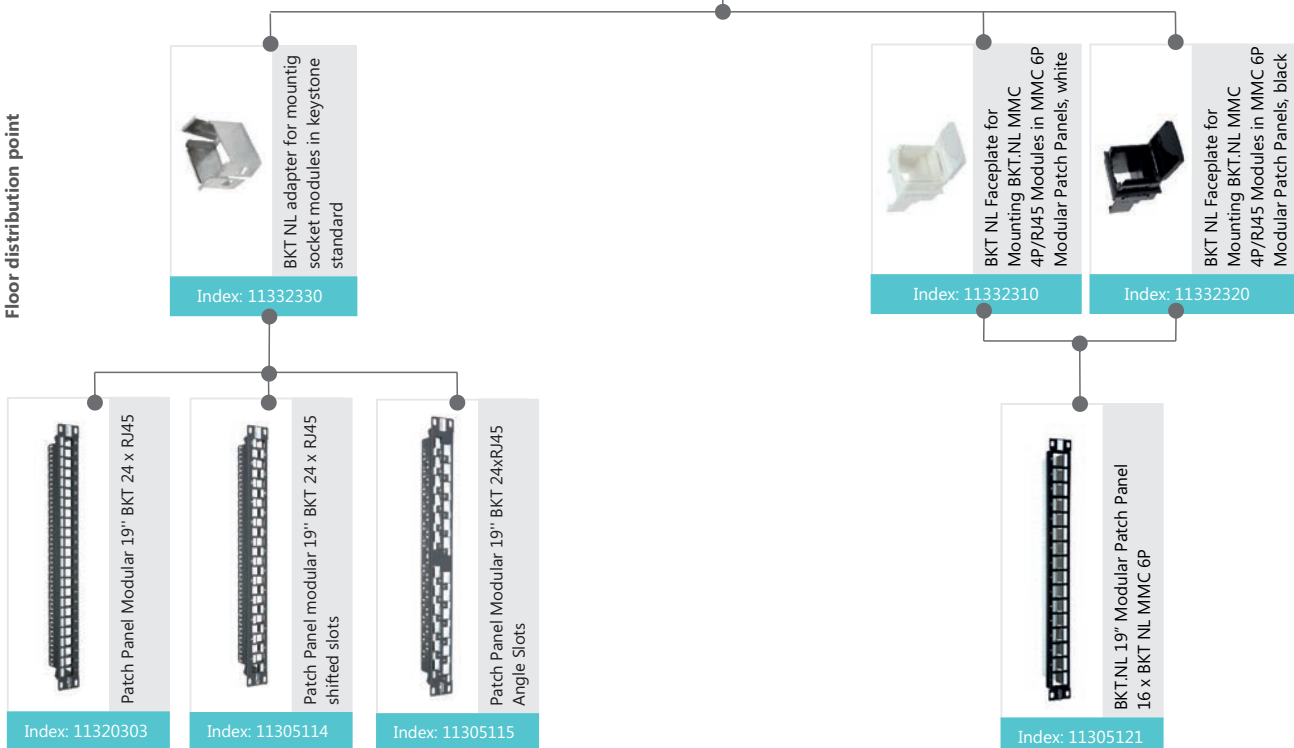 Floor distribution point
BKT NL adapter for mountig
socket modules in keystone
standard
Index: 11332330
BKT NL Faceplate for
Mounting BKT.NL MMC
4P/RJ45 Modules in MMC 6P
Modular Patch Panels, white
Index: 11332310
BKT NL Faceplate for
Mounting BKT.NL MMC
4P/RJ45 Modules in MMC 6P
Modular Patch Panels, black
Index: 11332320
Patch Panel Modular 19'' BKT 24 x RJ45
Index: 11320303
Patch Panel modular 19'' BKT 24 x RJ45
shifted slots
Index: 11305114
Patch Panel Modular 19'' BKT 24xRJ45
Angle Slots
Index: 11305115
BKT.NL 19” Modular Patch Panel
16 x BKT NL MMC 6P
Index: 11305121